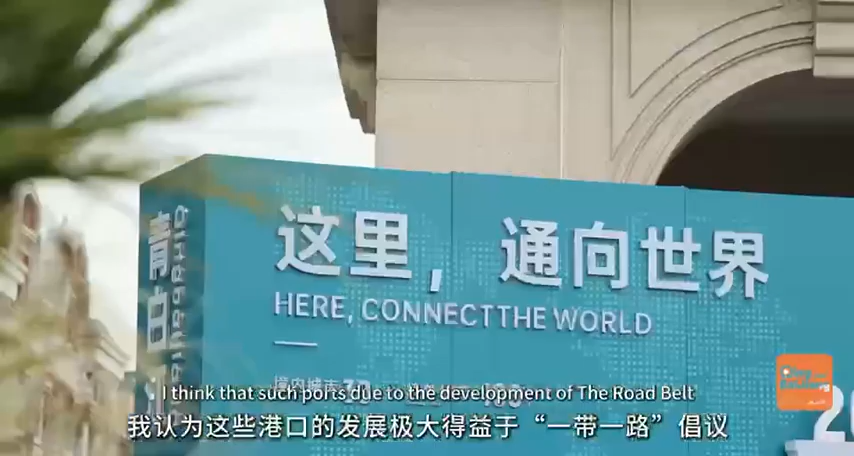 这里，通向世界
HERE, CONNECTTHE WORLD
青白
I think that such ports due to the development of The Road Belt
我认为这些港口的发展极大得益于“一带一路”倡议